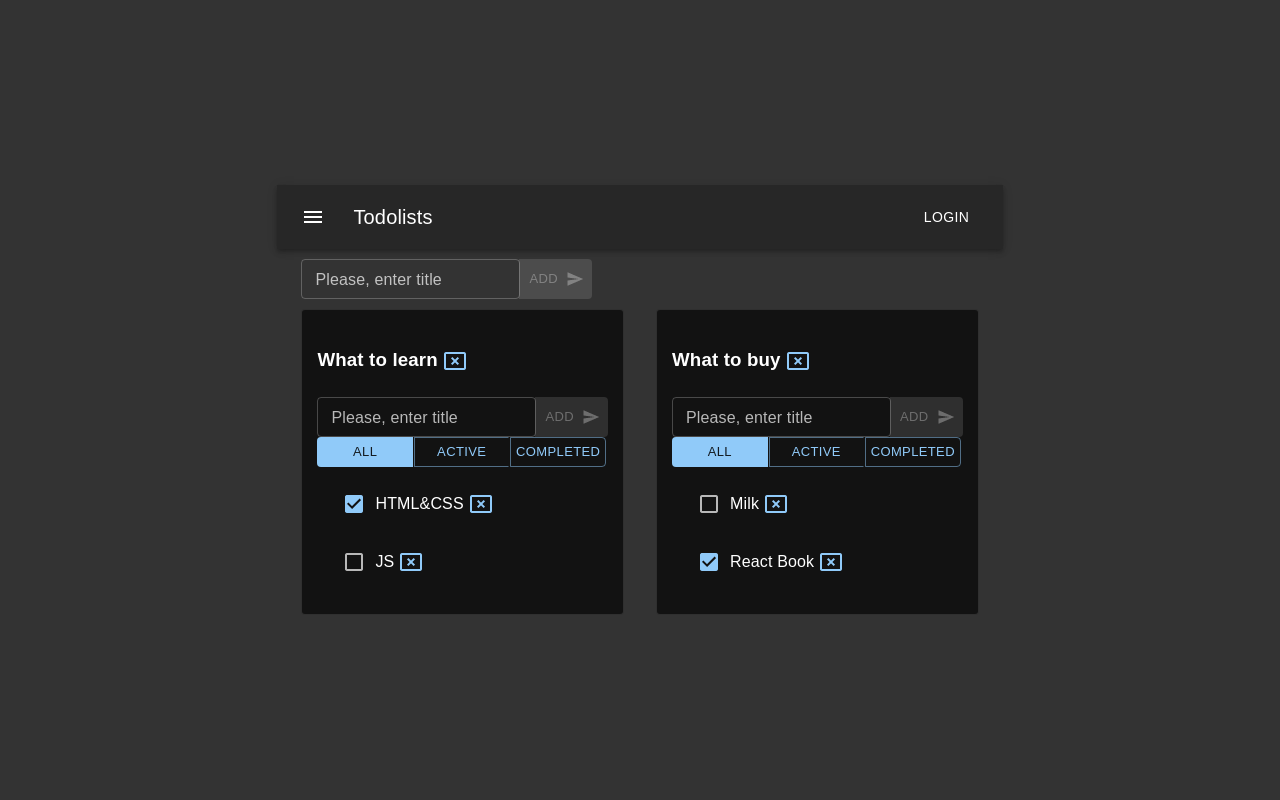 Todolists
LOGIN
Please, enter title
ADD
What to learn
Please, enter title
ADD
ALL
ACTIVE
COMPLETED
HTML&CSS
JS
What to buy
Please, enter title
ADD
ALL
ACTIVE
COMPLETED
Milk
React Book